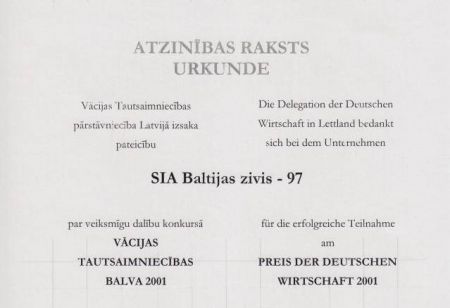 ATZINĪBAS RAKSTS
URKUNDE
Vācijas Tautsaimniecības
pārstāvniecība Latvijā izsaka
pateicību
Die Delegation der Deutschen
Wirtschaft in Lettland bedankt
sich bei dem Unternehmen
SIA Baltijas zivis - 97
par veiksmīgu dalību konkursā
VĀCIJAS
TAUTSAIMNIECĪBAS
BALVA 2001
für die erfolgreiche Teilnahme
am
PREIS DER DEUTSCHEN
WIRTSCHAFT 2001